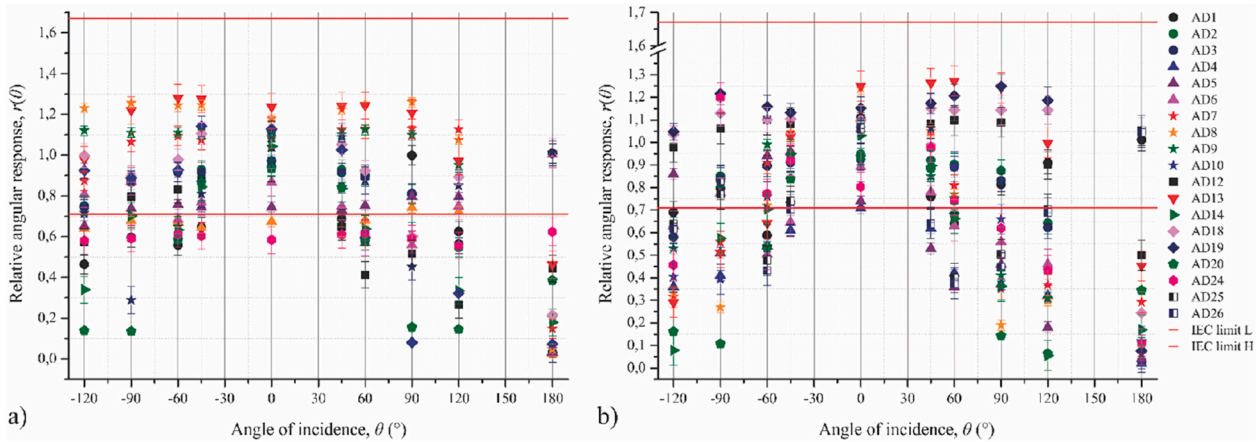 Relative angular response, r(θ)
1,6
1,4
1,2
1,0
0,8
0,6
0,4
0,2
0,0
-120 -90 -60 -30 0 30 60 90 120 150 180
Angle of incidence, θ (°)
a)
Relative angular response, r(θ)
1,7
1,6
1,2
1,1
1,0
0,9
0,8
0,7
0,6
0,5
0,4
0,3
0,2
0,1
0,0
-120 -90 -60 -30 0 30 60 90 120 150 180
Angle of incidence, θ (°)
b)
AD1
AD2
AD3
AD4
AD5
AD6
AD7
AD8
AD9
AD10
AD12
AD13
AD14
AD18
AD19
AD20
AD24
AD25
AD26
IEC limit L
IEC limit H